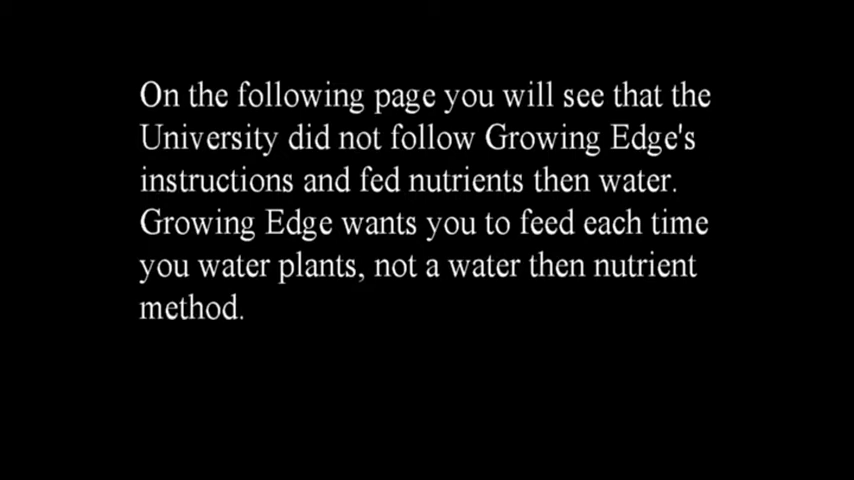 On the following page you will see that the
University did not follow Growing Edge's
instructions and fed nutrients then water.
Growing Edge wants you to feed each time
you water plants, not a water then nutrient
method.